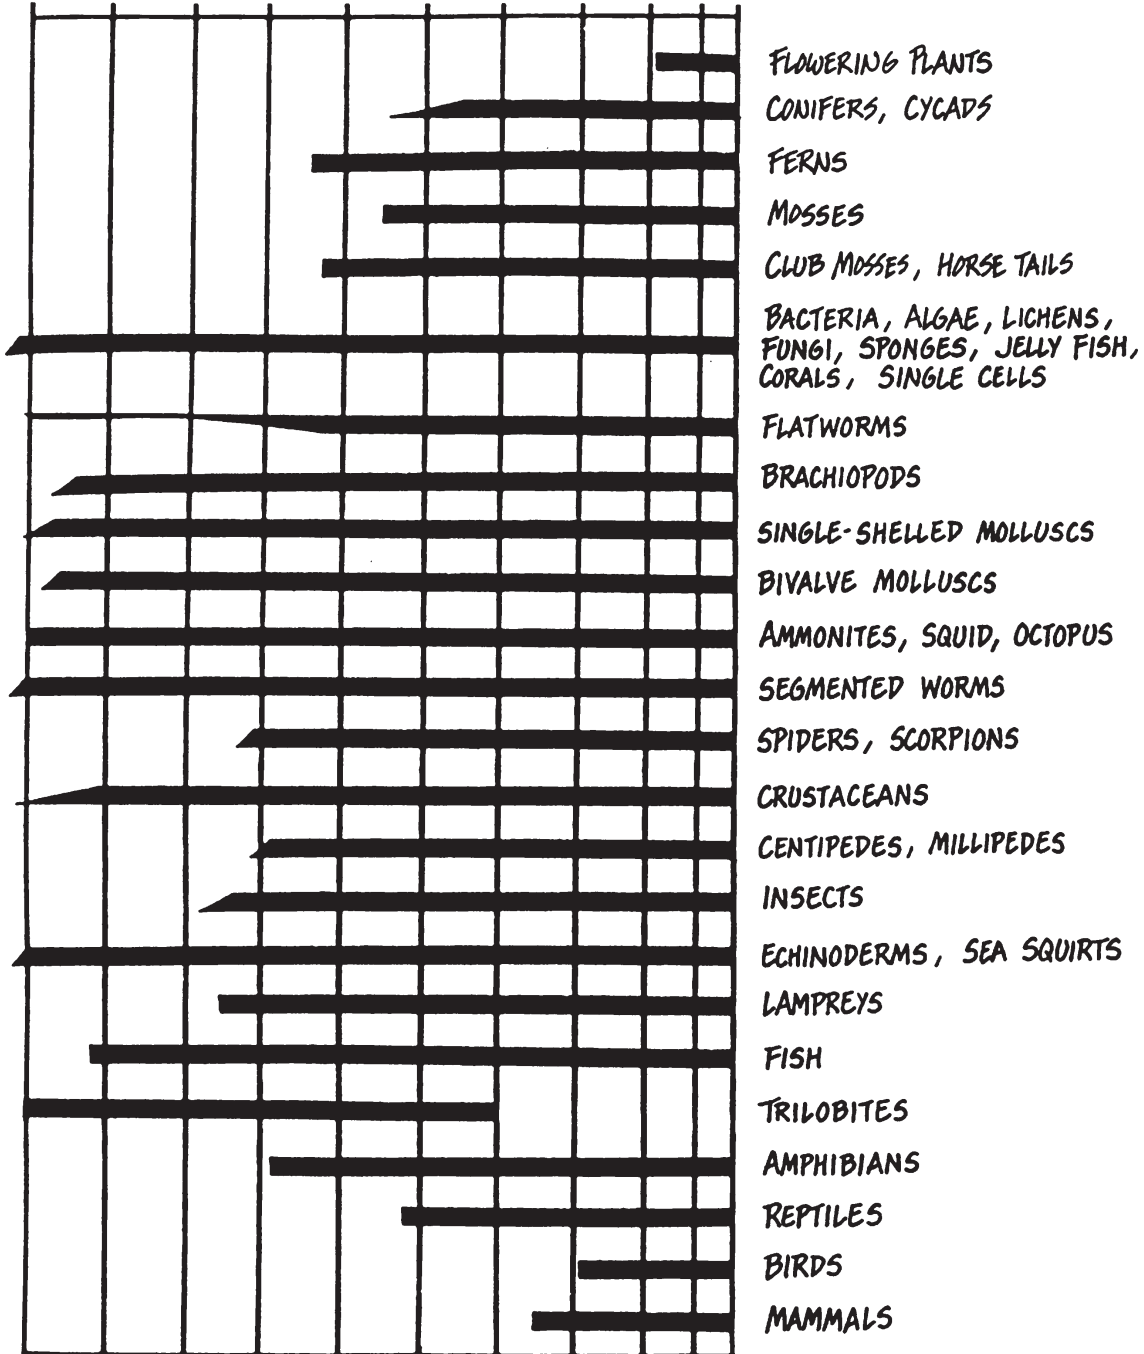 FLOWERING PLANTS
CONIFERS, CYCADS
FERNS
MOSSES
CLUB MOSSES, HORSE TAILS
BACTERIA, ALGAE, LICHENS,
FUNGI, SPONGES, JELLY FISH,
CORALS, SINGLE CELLS
FLATWORMS
BRACHIOPODS
SINGLE-SHELLED MOLLUSCS
BIVALVE MOLLUSCS
AMMONITES, SQUID, OCTOPUS
SEGMENTED WORMS
SPIDERS, SCORPIONS
CRUSTACEANS
CENTIPEDES, MILLIPEDES
INSECTS
ECHINODERMS, SEA SQUIRTS
LAMPREYS
FISH
TRILOBITES
AMPHIBIANS
REPTILES
BIRDS
MAMMALS